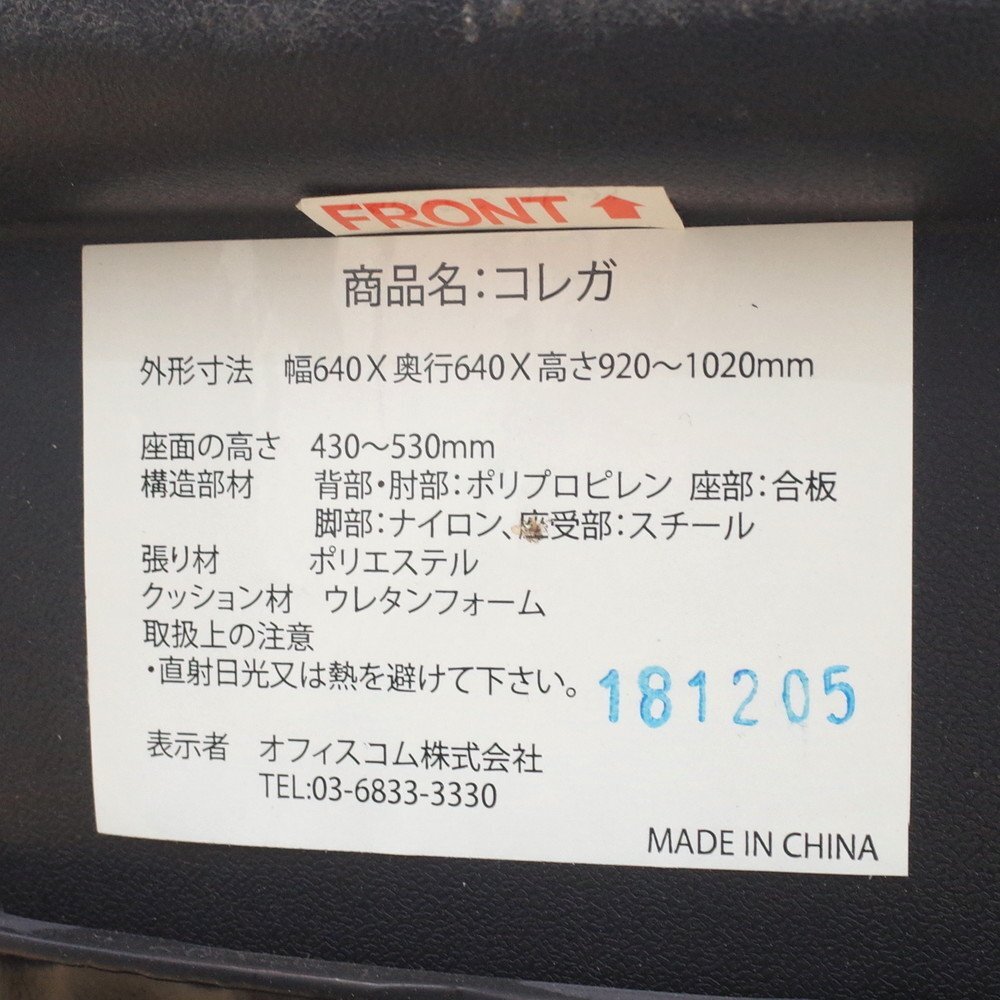 FRONT
商品名:コレガ
外形寸法 幅640X奥行640X高さ920〜1020mm
座面の高さ 430〜530mm
構造部材 背部・肘部:ポリプロピレン 座部:合板
脚部:ナイロン、座受部:スチール
張り材 ポリエステル
クッション材 ウレタンフォーム
取扱上の注意
・直射日光又は熱を避けて下さい。
181205
表示者 オフィスコム株式会社
TEL:03-6833-3330
MADE IN CHINA